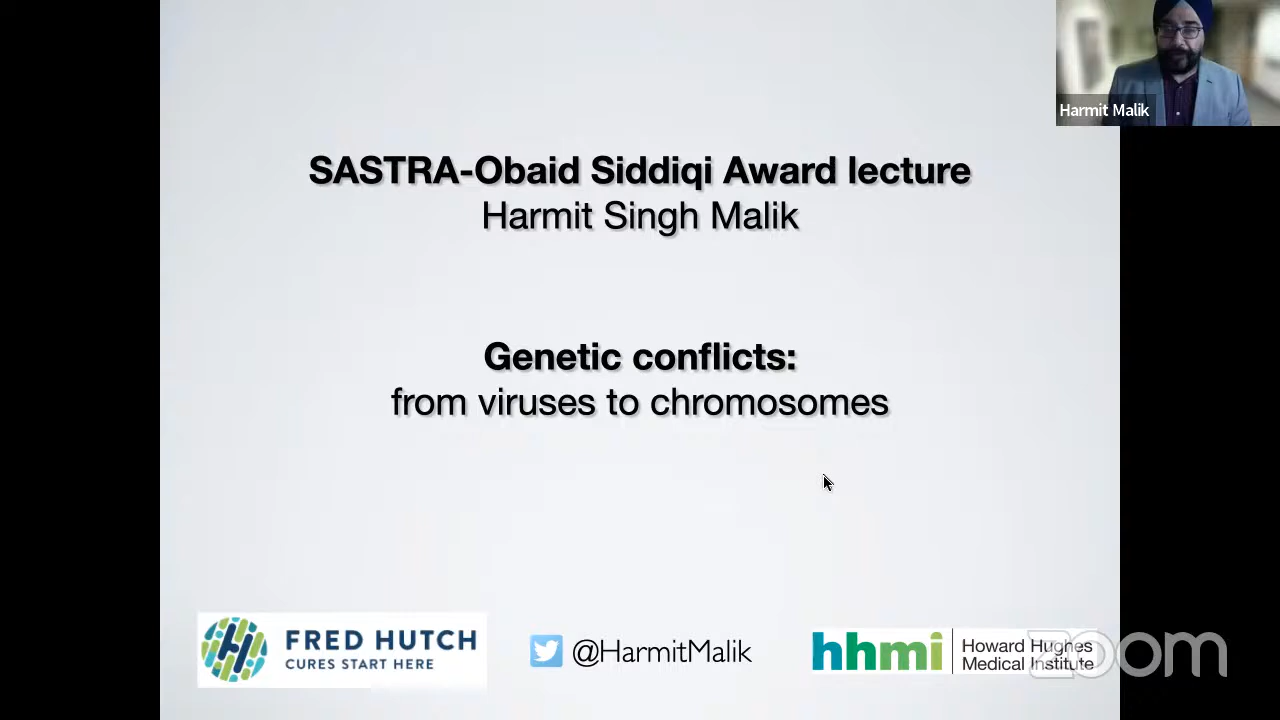 Harmit Malik
SASTRA-Obaid Siddiqi Award lecture
Harmit Singh Malik
Genetic conflicts:
from viruses to chromosomes
FRED HUTCH
CURES START HERE
@HarmitMalik
hhmi
Howard Hughes
Medical Institute
zoom